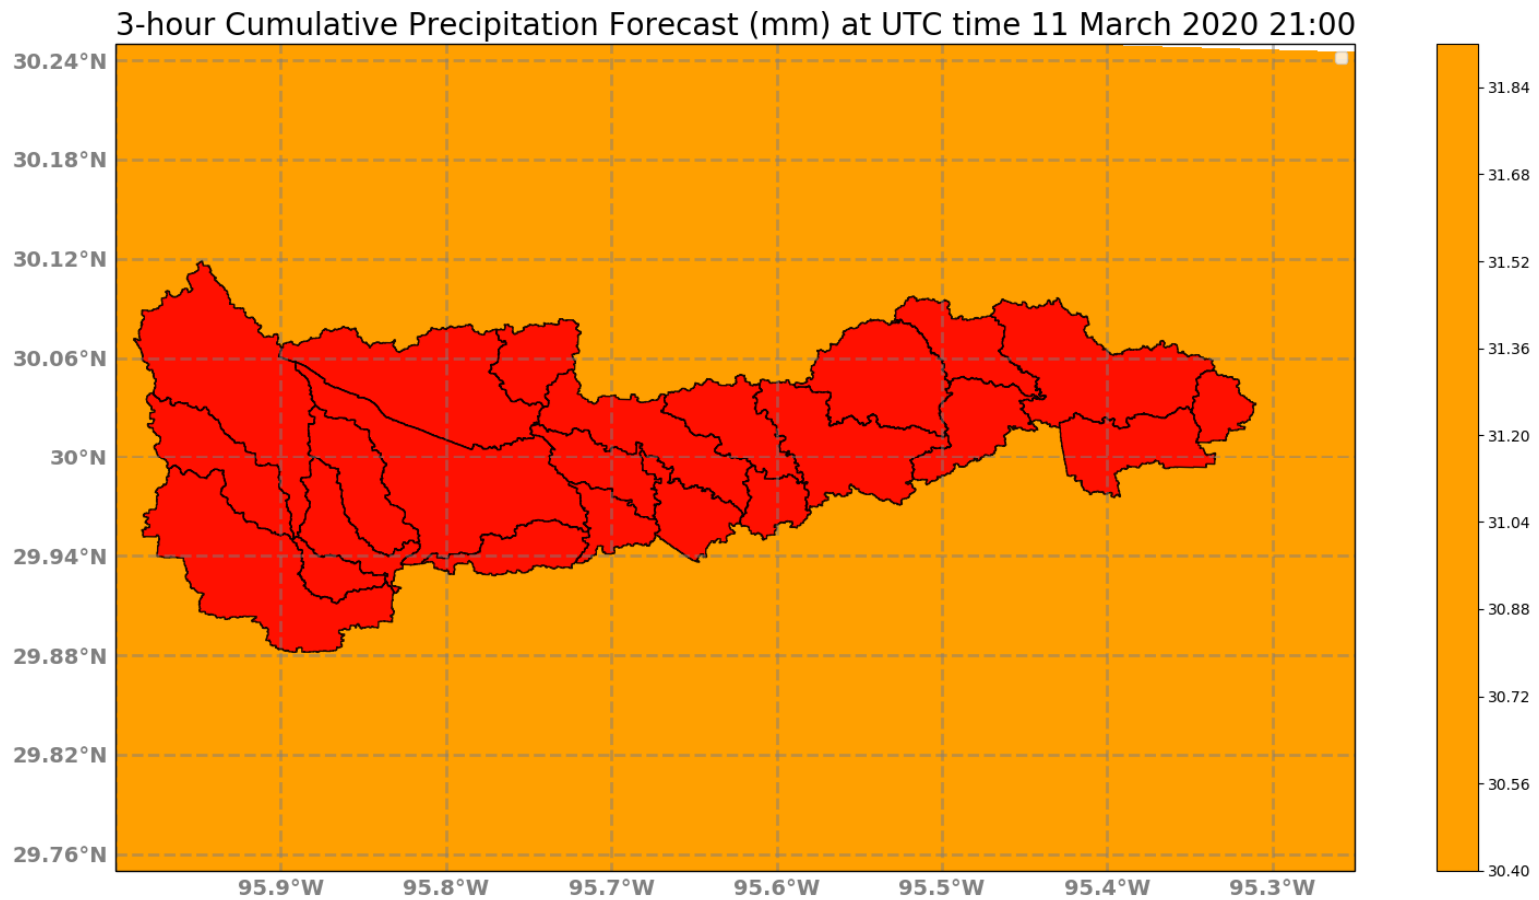 3-hour Cumulative Precipitation Forecast (mm) at UTC time 11 March 2020 21:00
30.24°N
30.18°N
30.12°N
30.06°N
30°N
29.94°N
29.88°N
29.82°N
29.76°N
95.9°W 95.8°W 95.7°W 95.6°W 95.5°W 95.4°W 95.3°W
31.84
31.68
31.52
31.36
31.20
31.04
30.88
30.72
30.56
30.40